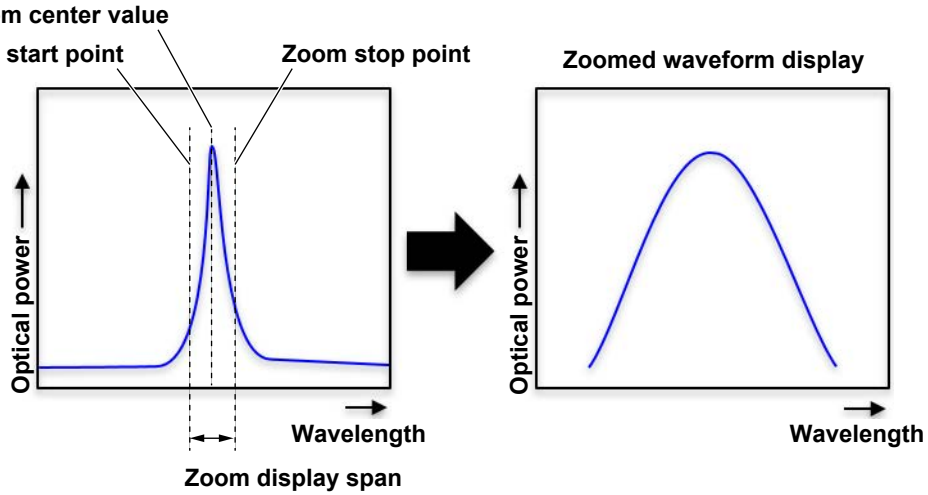 m center value
start point
Zoom stop point
Zoomed waveform display
Optical power
Optical power
Wavelength
Wavelength
Zoom display span